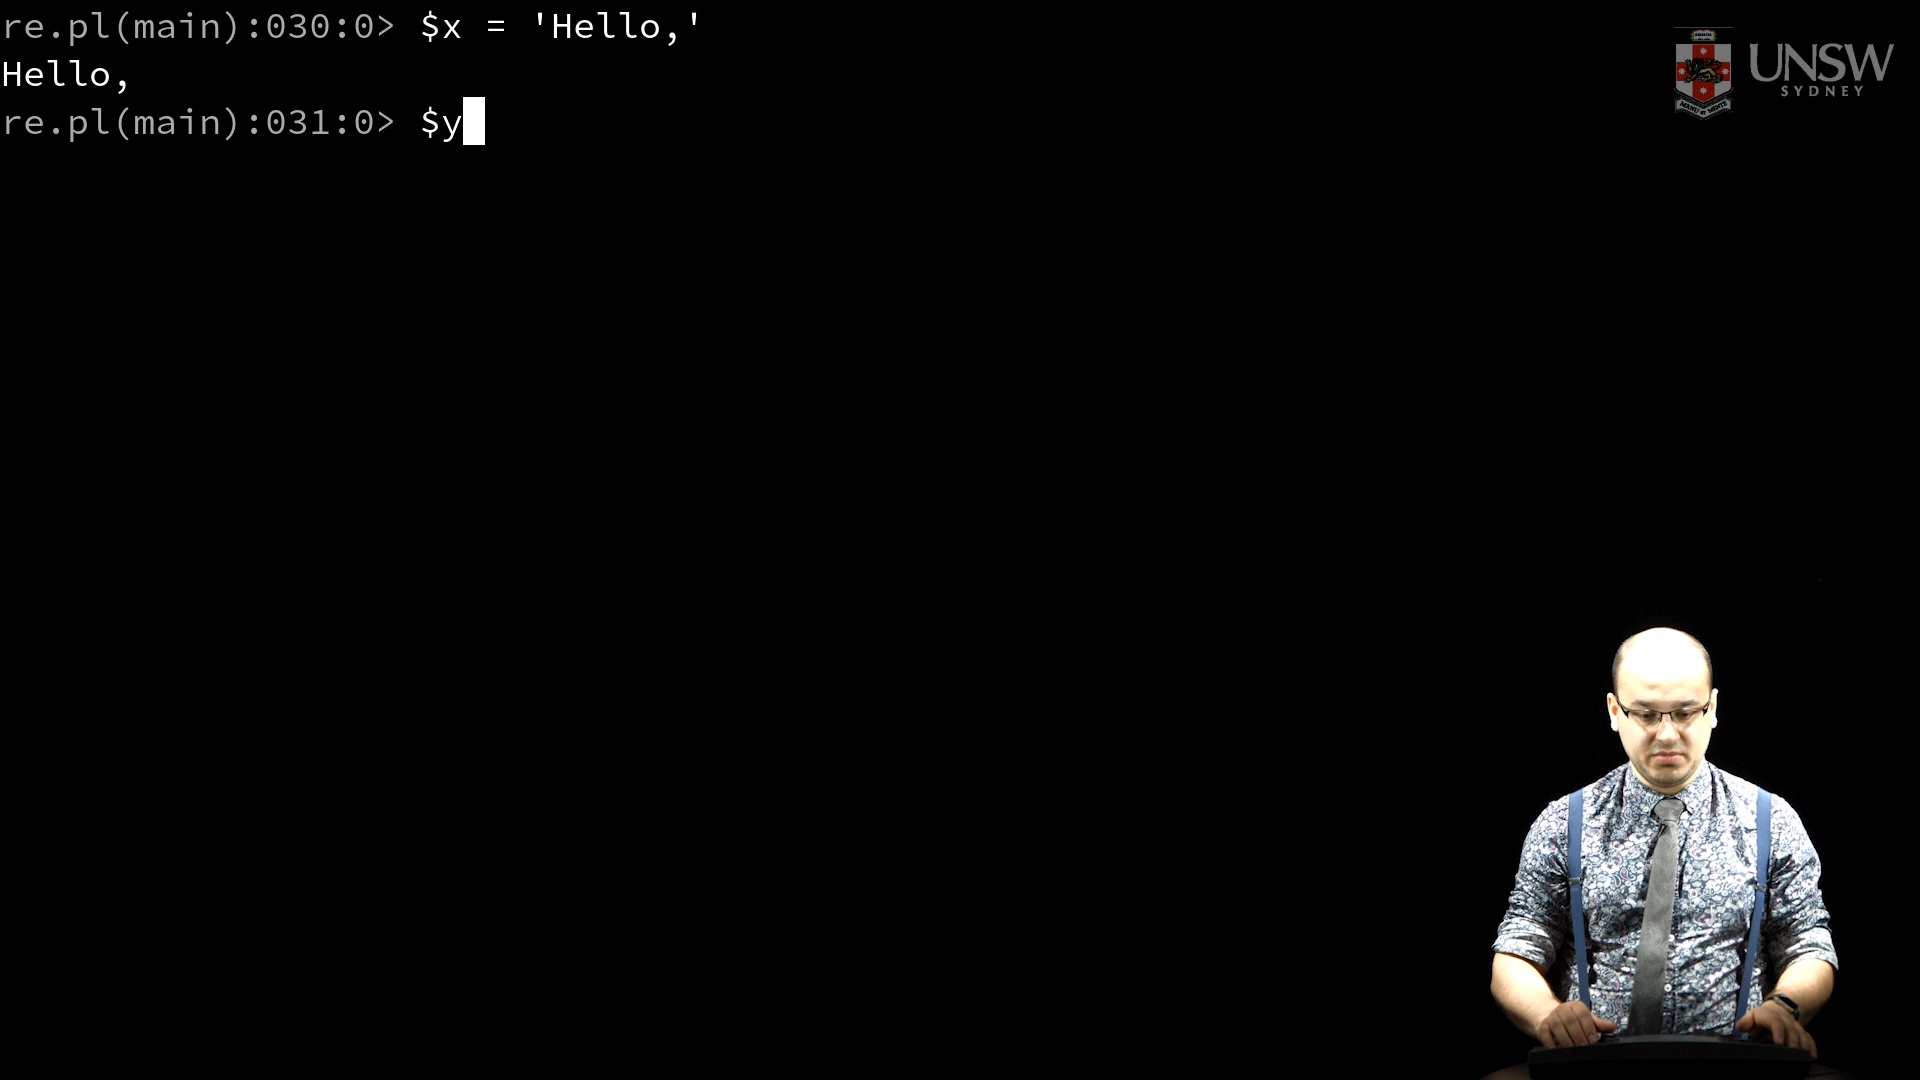 re.pl(main):030:0> $x = 'Hello,'
Hello,
re.pl(main):031:0> $y
UNSW
SYDNEY